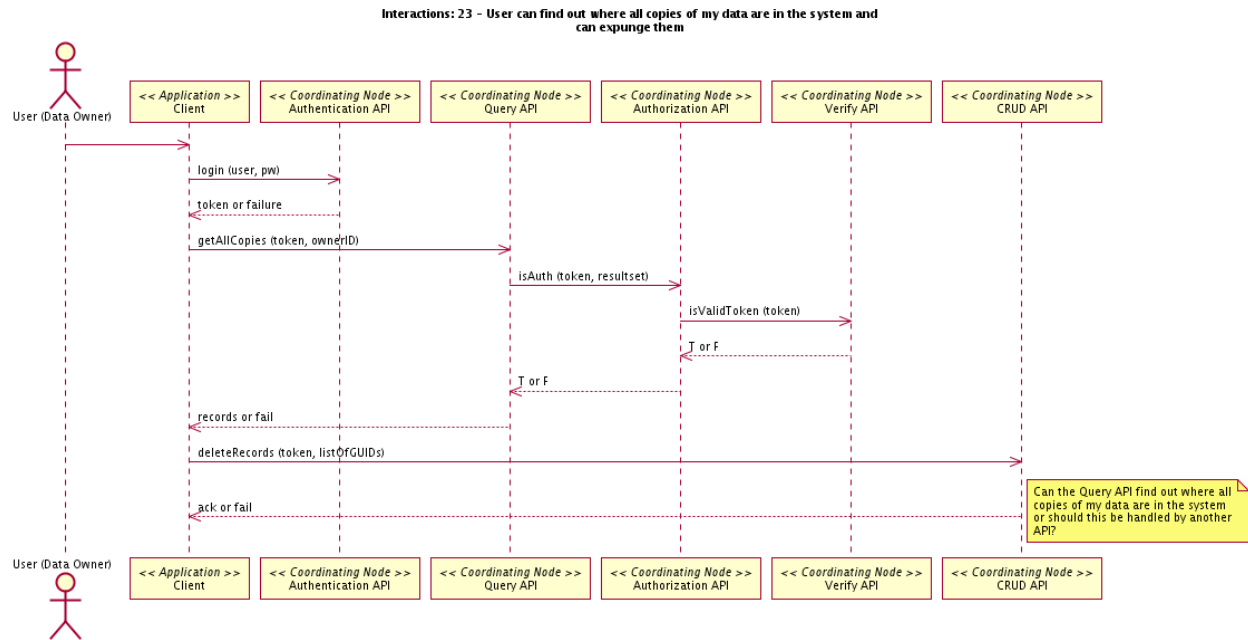 Interactions: 23 - User can find out where all copies of my data are in the system and
can expunge them
User (Data Owner)
<< Application >>
Client
<< Coordinating Node >>
Authentication API
<< Coordinating Node >>
Query API
<< Coordinating Node >>
Authorization API
<< Coordinating Node >>
Verify API
<< Coordinating Node >>
CRUD API
login (user, pw)
token or failure
getAllCopies (token, ownerID)
isAuth (token, resultset)
isValidToken (token)
T or F
T or F
records or fail
deleteRecords (token, listOfGUIDs)
ack or fail
Can the Query API find out where all
copies of my data are in the system
or should this be handled by another
API?
User (Data Owner)
<< Application >>
Client
<< Coordinating Node >>
Authentication API
<< Coordinating Node >>
Query API
<< Coordinating Node >>
Authorization API
<< Coordinating Node >>
Verify API
<< Coordinating Node >>
CRUD API